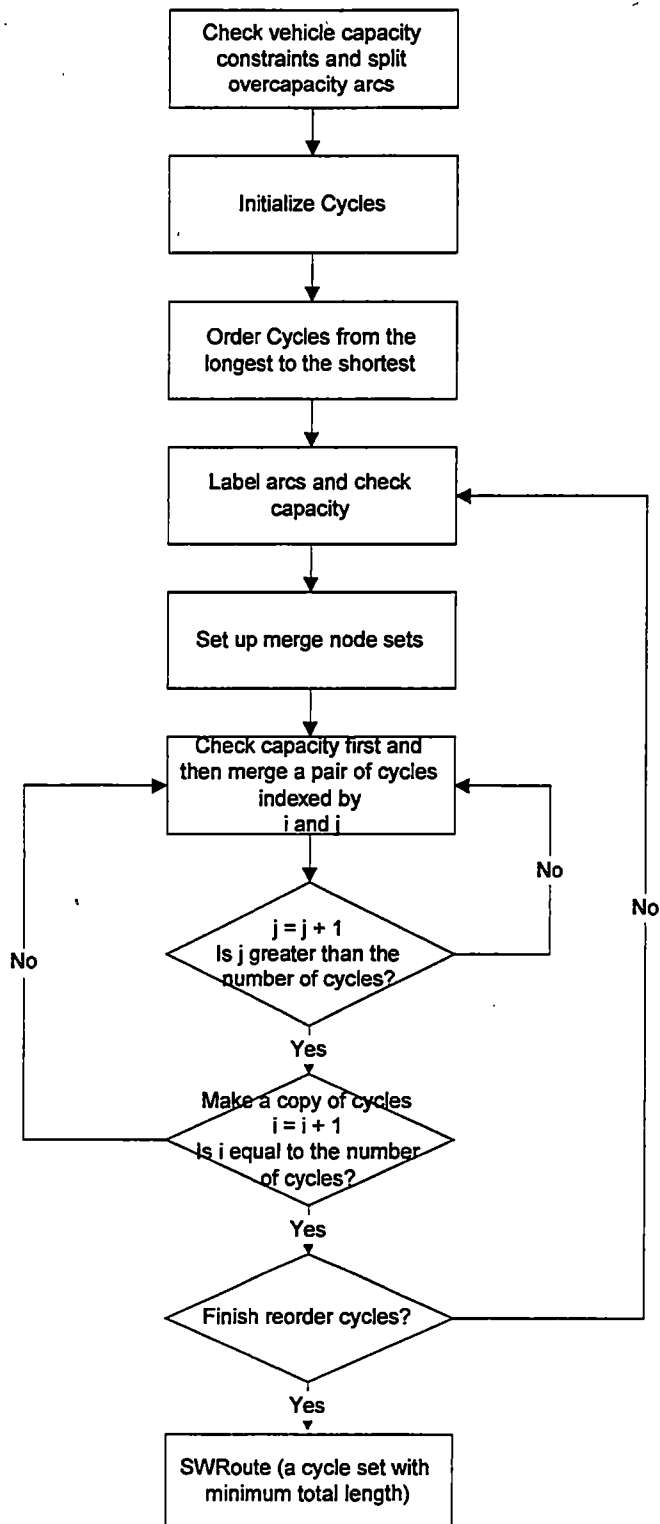 Check vehicle capacity
constraints and split
overcapacity arcs
Initialize Cycles
Order Cycles from the
longest to the shortest
Label arcs and check
capacity
Set up merge node sets
Check capacity first and
then merge a pair of cycles
indexed by
i and j
No
No
No
j = j + 1
Is j greater than the
number of cycles?
Yes
Make a copy of cycles
i = i + 1
Is i equal to the number
of cycles?
Yes
Finish reorder cycles?
Yes
SWRoute (a cycle set with
minimum total length)